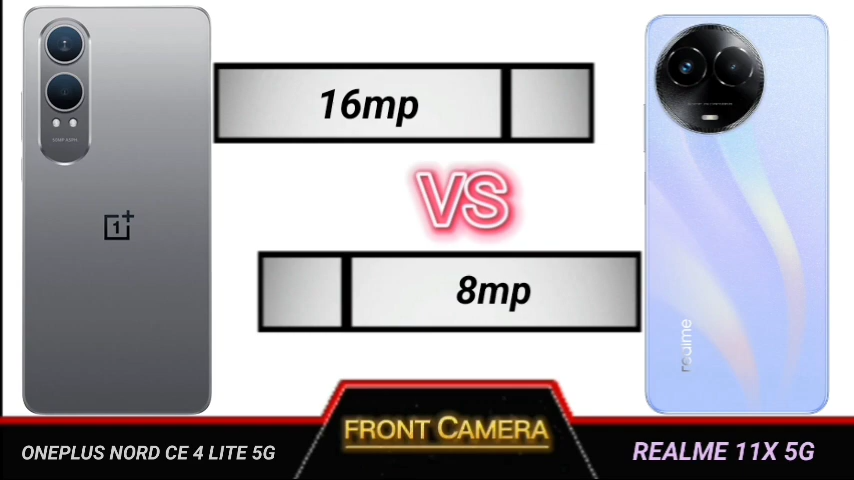 16mp
VS
8mp
realme
FRONT CAMERA
ONEPLUS NORD CE 4 LITE 5G
REALME 11X 5G